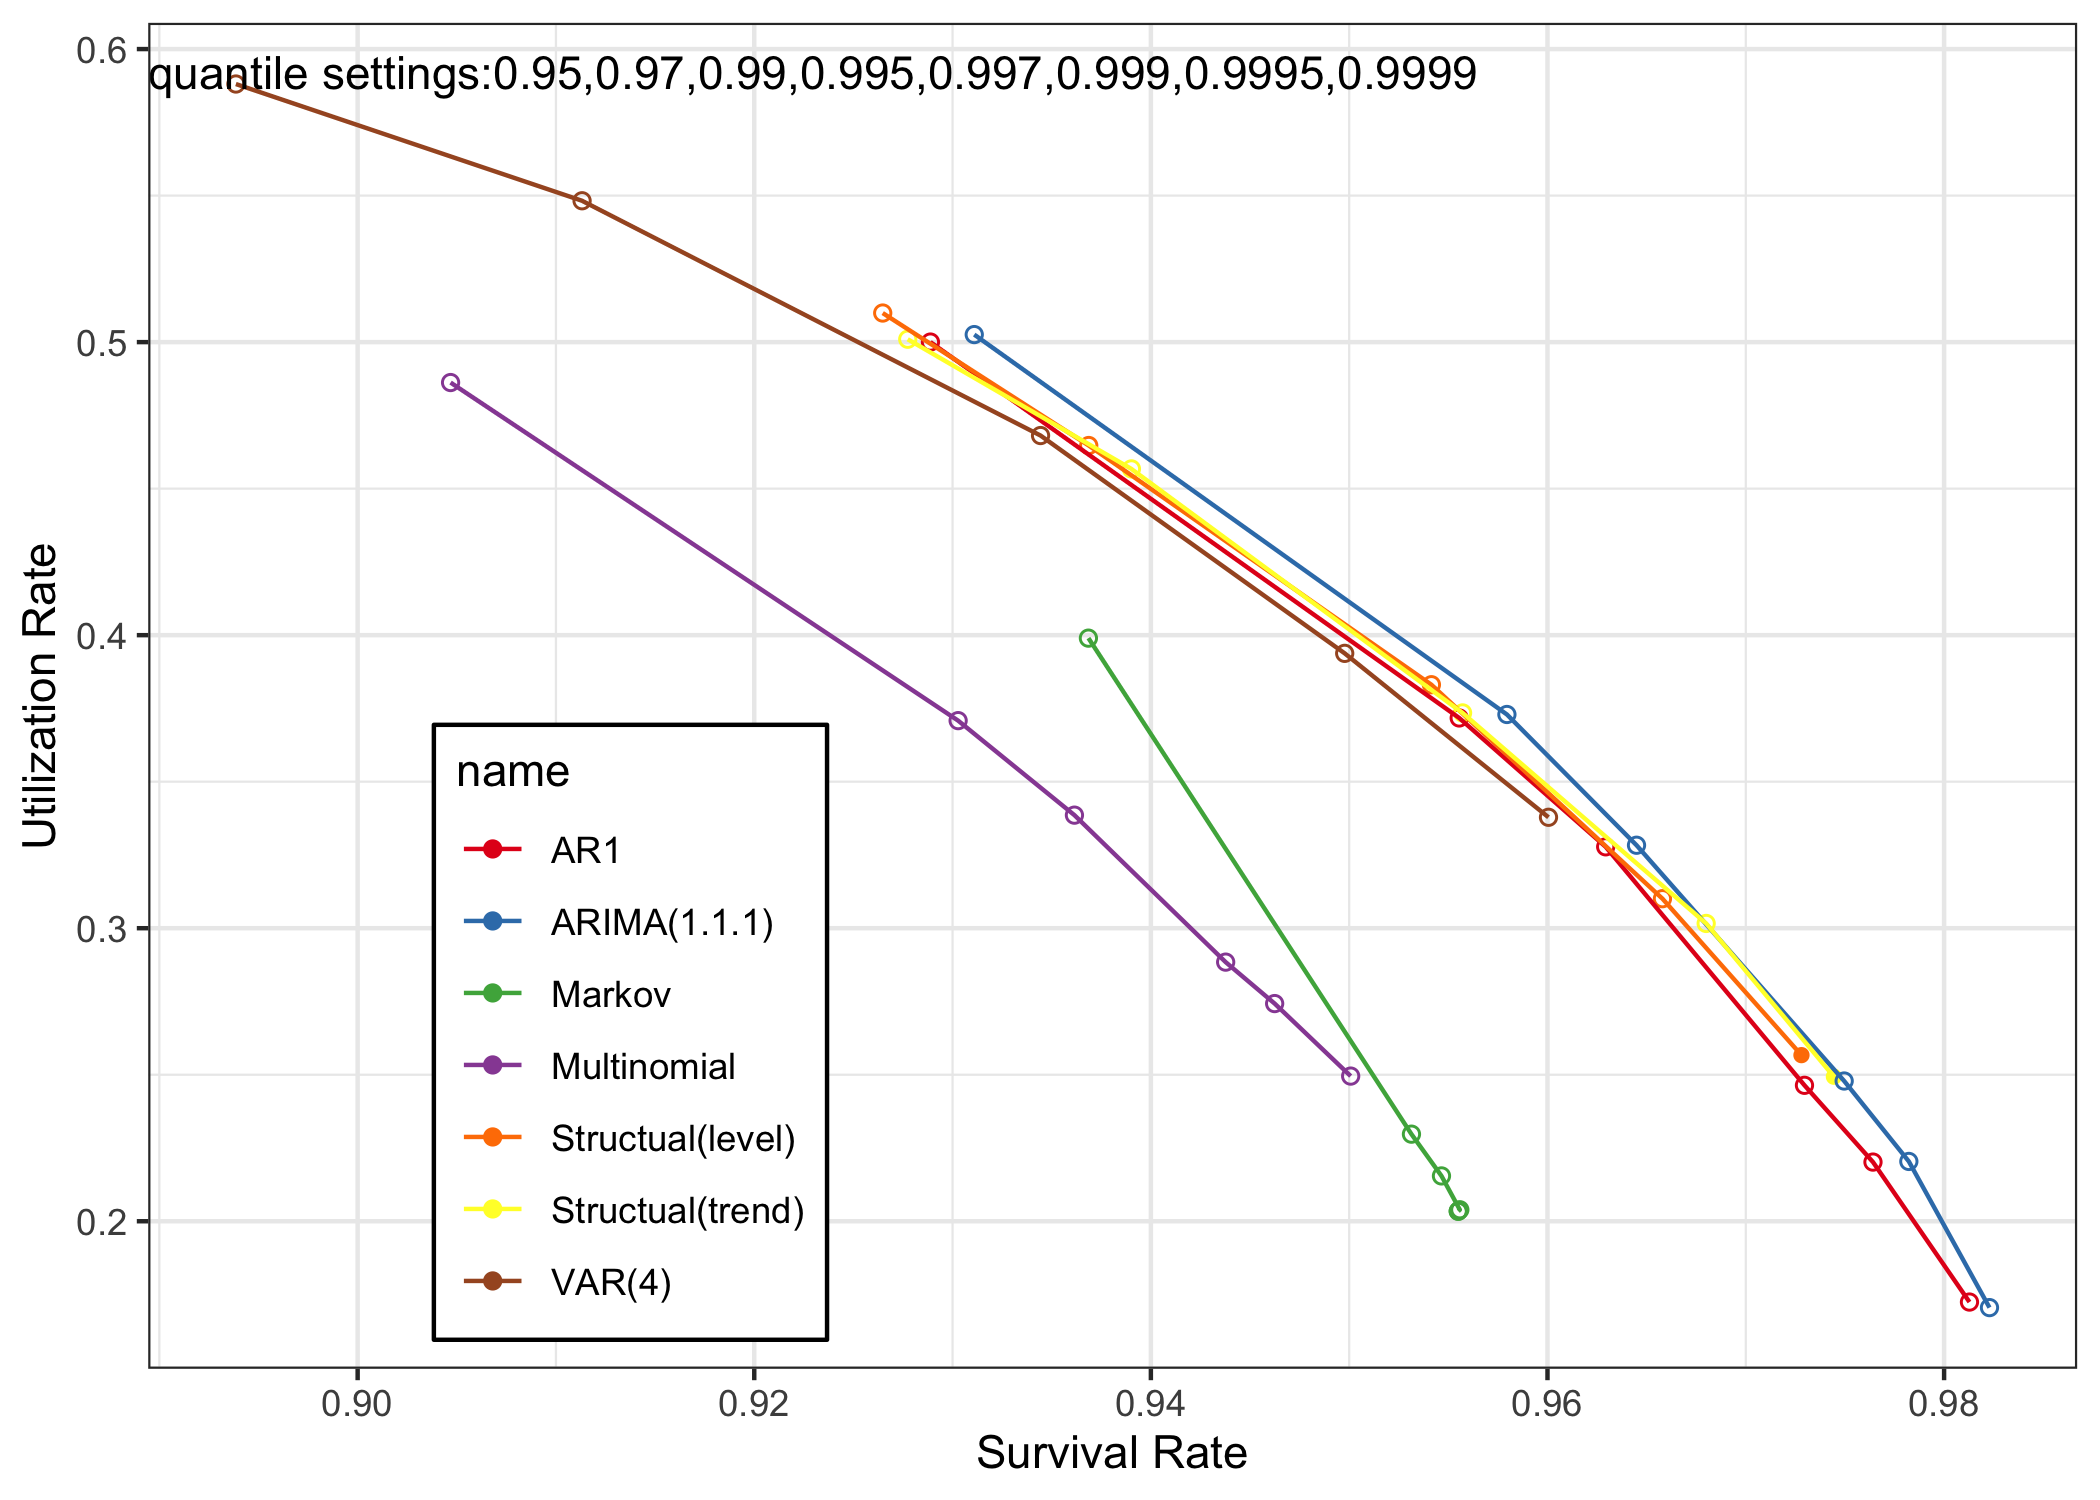 quantile settings:0.95,0.97,0.99,0.995,0.997,0.999,0.9995,0.9999
0.6
0.5
0.4
0.3
0.2
Utilization Rate
name
AR1
ARIMA(1.1.1)
Markov
Multinomial
Structual(level)
Structual(trend)
VAR(4)
0.90 0.92 0.94 0.96 0.98
Survival Rate